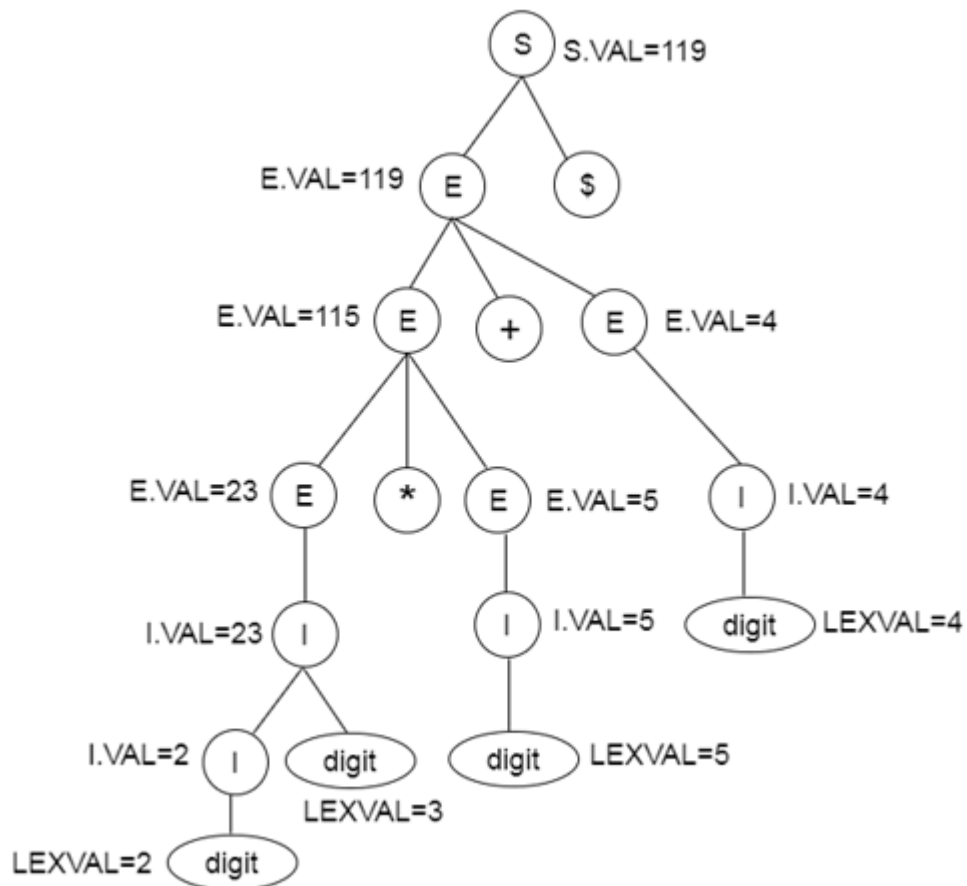 S S.VAL=119
E.VAL=119 E $
E.VAL=115 E + E E.VAL=4
E.VAL=23 E * E E.VAL=5 I I.VAL=4
I.VAL=23 I I I.VAL=5 digit LEXVAL=4
I.VAL=2 I digit digit LEXVAL=5
LEXVAL=3
LEXVAL=2 digit